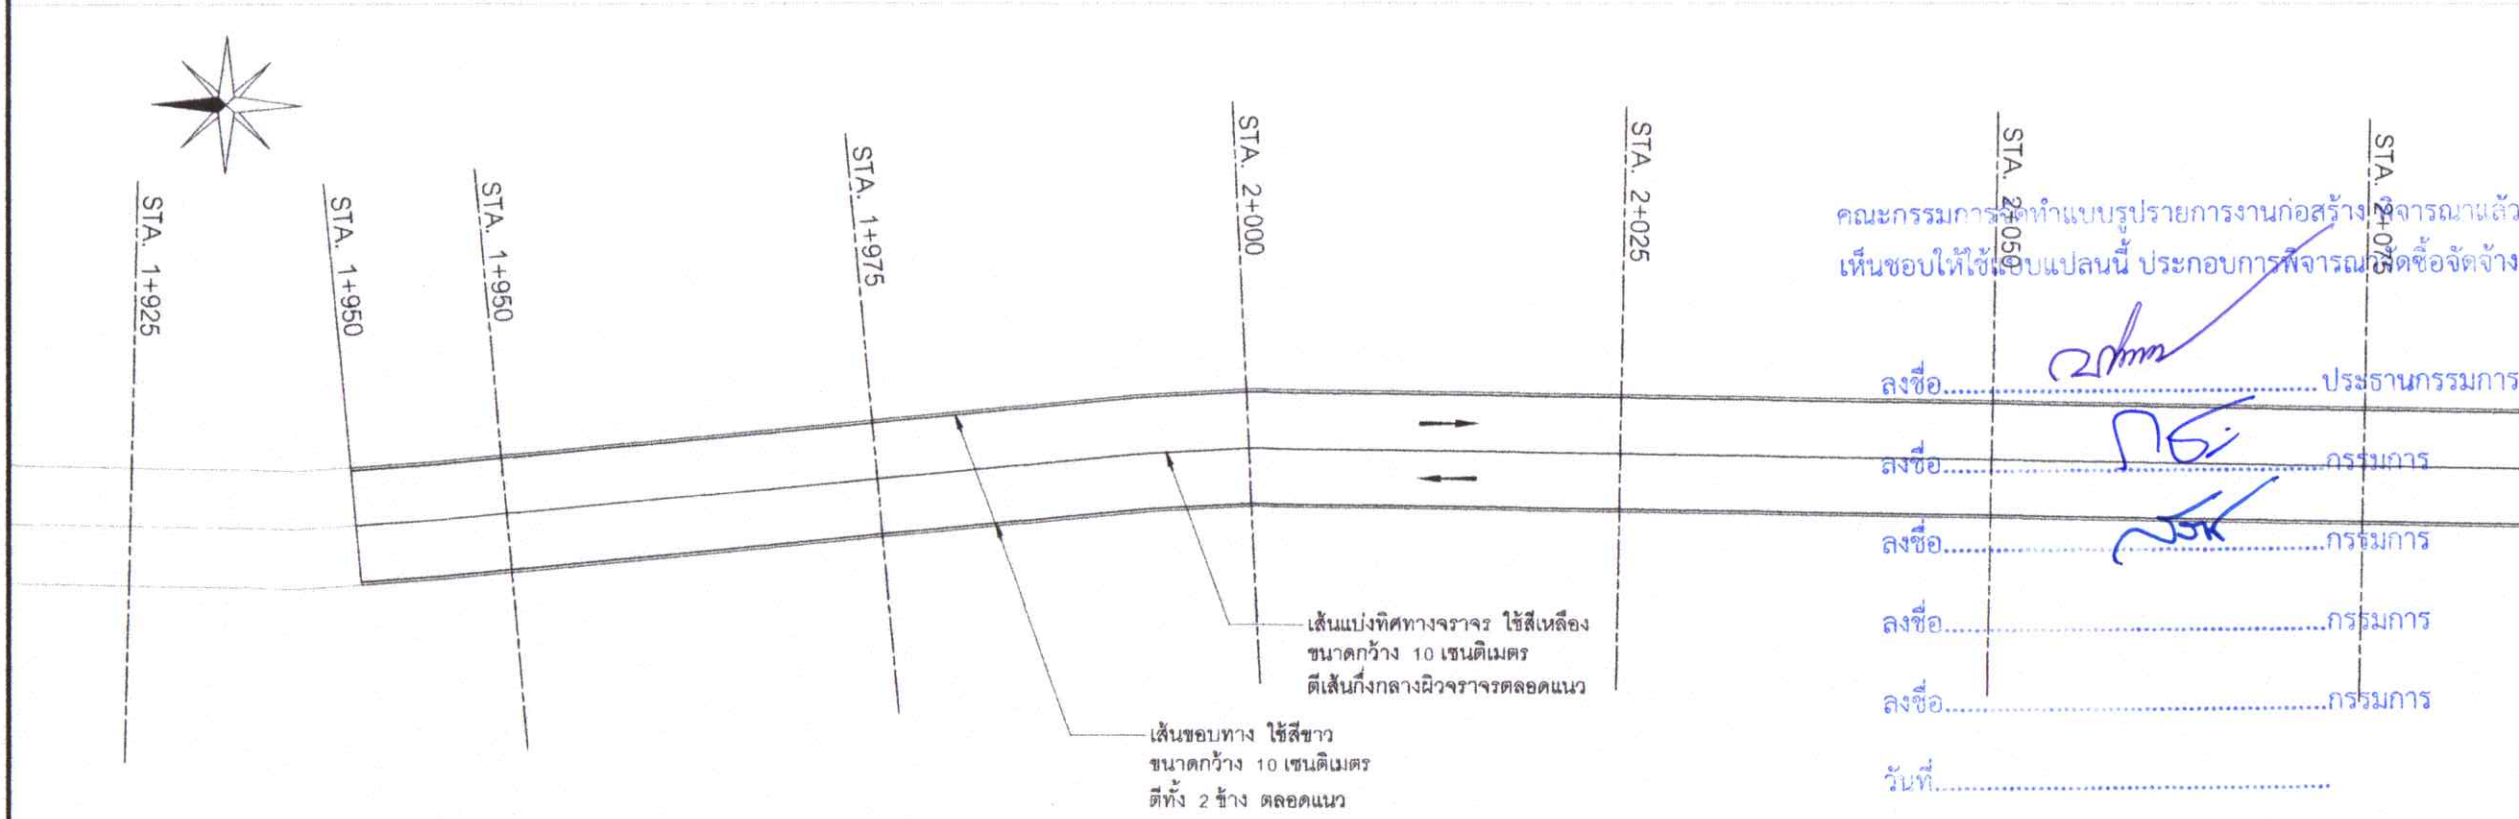 STA. 1+925
STA. 1+950
STA. 1+950
STA. 1+975
STA. 2+000
STA. 2+025
STA. 2+050
STA. 2+075
คณะกรรมการจัดทำแบบรูปรายการงานก่อสร้าง พิจารณาแล้ว
เห็นชอบให้ใช้แบบแปลนนี้ ประกอบการพิจารณาจัดซื้อจัดจ้าง
ลงชื่อ...........................................ประธานกรรมการ
ลงชื่อ...........................................กรรมการ
ลงชื่อ...........................................กรรมการ
ลงชื่อ...........................................กรรมการ
ลงชื่อ...........................................กรรมการ
วันที่...........................................
เส้นแบ่งทิศทางจราจร ใช้สีเหลือง
ขนาดกว้าง 10 เซนติเมตร
ตีเส้นกึ่งกลางผิวจราจรตลอดแนว
เส้นขอบทาง ใช้สีขาว
ขนาดกว้าง 10 เซนติเมตร
ตีทั้ง 2 ข้าง ตลอดแนว